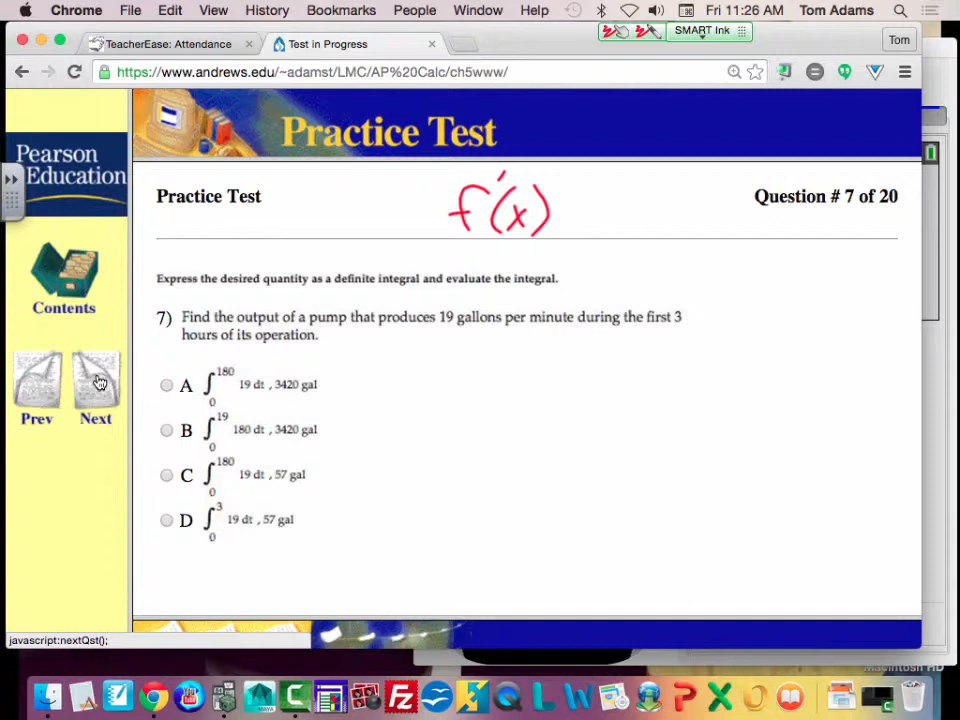 Chrome File Edit View History Bookmarks People Window Help Fri 11:26 AM Tom Adams
SMART Ink
TeacherEase: Attendance × Test in Progress × Tom
https://www.andrews.edu/~adamst/LMC/AP%20Calc/ch5www/
Pearson Education
Practice Test
Practice Test
f'(x)
Question # 7 of 20
Express the desired quantity as a definite integral and evaluate the integral.
7) Find the output of a pump that produces 19 gallons per minute during the first 3
hours of its operation.
A ∫₀¹⁸⁰ 19 dt , 3420 gal
B ∫₀¹⁹ 180 dt , 3420 gal
C ∫₀¹⁸⁰ 19 dt , 57 gal
D ∫₀³ 19 dt , 57 gal
Contents
Prev Next
javascript:nextQst();
Macintosh HD